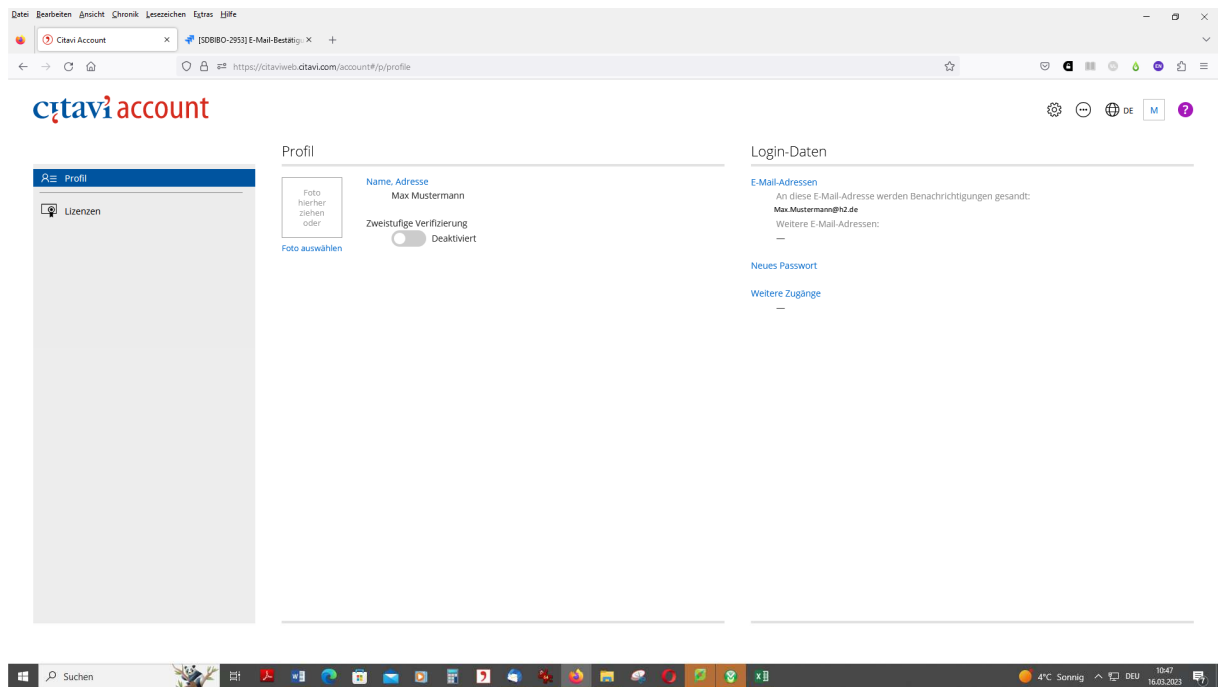 Datei Bearbeiten Ansicht Chronik Lesezeichen Extras Hilfe
Citavi Account
[SDBIBO-2953] E-Mail-Bestätig
https://citaviweb.citavi.com/account#/p/profile
citavi account
DE
M
?
Profil
Lizenzen
Profil
Foto
hierher
ziehen
oder
Foto auswählen
Name, Adresse
Max Mustermann
Zweistufige Verifizierung
Deaktiviert
Login-Daten
E-Mail-Adressen
An diese E-Mail-Adresse werden Benachrichtigungen gesandt:
Max.Mustermann@h2.de
Weitere E-Mail-Adressen:
—
Neues Passwort
Weitere Zugänge
—
Suchen
4°C Sonnig
DEU
10:47
16.03.2023